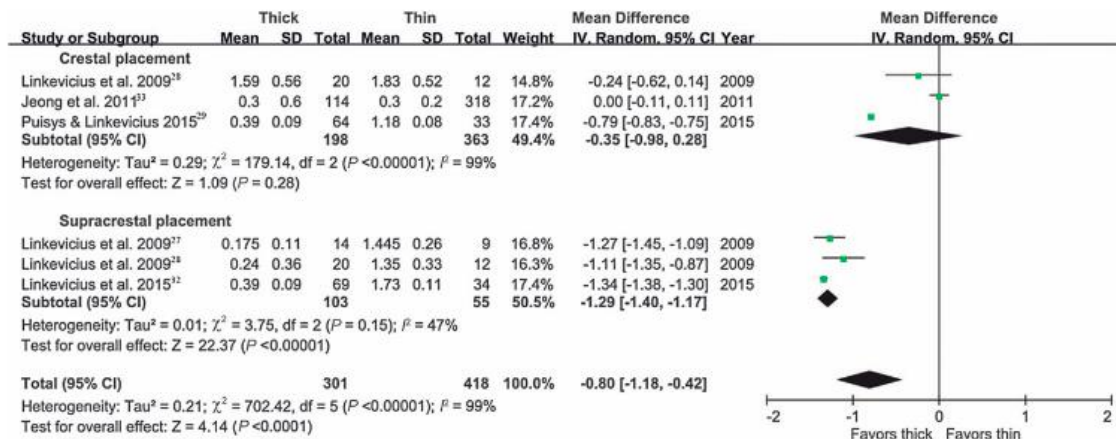 Thick Thin Mean Difference Mean Difference
Study or Subgroup Mean SD Total Mean SD Total Weight IV. Random. 95% CI Year IV. Random. 95% CI
Crestal placement
Linkevicius et al. 2009²⁸ 1.59 0.56 20 1.83 0.52 12 14.8% -0.24 [-0.62, 0.14] 2009
Jeong et al. 2011³³ 0.3 0.6 114 0.3 0.2 318 17.2% 0.00 [-0.11, 0.11] 2011
Puisys & Linkevicius 2015²⁹ 0.39 0.09 64 1.18 0.08 33 17.4% -0.79 [-0.83, -0.75] 2015
Subtotal (95% CI) 198 363 49.4% -0.35 [-0.98, 0.28]
Heterogeneity: Tau² = 0.29; χ² = 179.14, df = 2 (P <0.00001); I² = 99%
Test for overall effect: Z = 1.09 (P = 0.28)
Supracrestal placement
Linkevicius et al. 2009²⁷ 0.175 0.11 14 1.445 0.26 9 16.8% -1.27 [-1.45, -1.09] 2009
Linkevicius et al. 2009²⁸ 0.24 0.36 20 1.35 0.33 12 16.3% -1.11 [-1.35, -0.87] 2009
Linkevicius et al. 2015³² 0.39 0.09 69 1.73 0.11 34 17.4% -1.34 [-1.38, -1.30] 2015
Subtotal (95% CI) 103 55 50.5% -1.29 [-1.40, -1.17]
Heterogeneity: Tau² = 0.01; χ² = 3.75, df = 2 (P = 0.15); I² = 47%
Test for overall effect: Z = 22.37 (P <0.00001)
Total (95% CI) 301 418 100.0% -0.80 [-1.18, -0.42]
Heterogeneity: Tau² = 0.21; χ² = 702.42, df = 5 (P <0.00001); I² = 99%
Test for overall effect: Z = 4.14 (P <0.0001)
-2 -1 0 1 2
Favors thick Favors thin